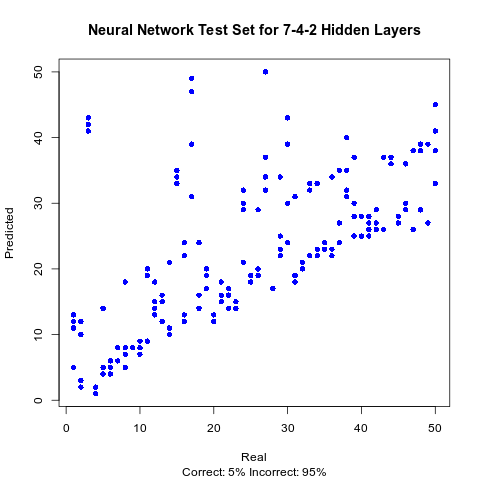 Neural Network Test Set for 7-4-2 Hidden Layers
Predicted
50
40
30
20
10
0
0 10 20 30 40 50
Real
Correct: 5% Incorrect: 95%